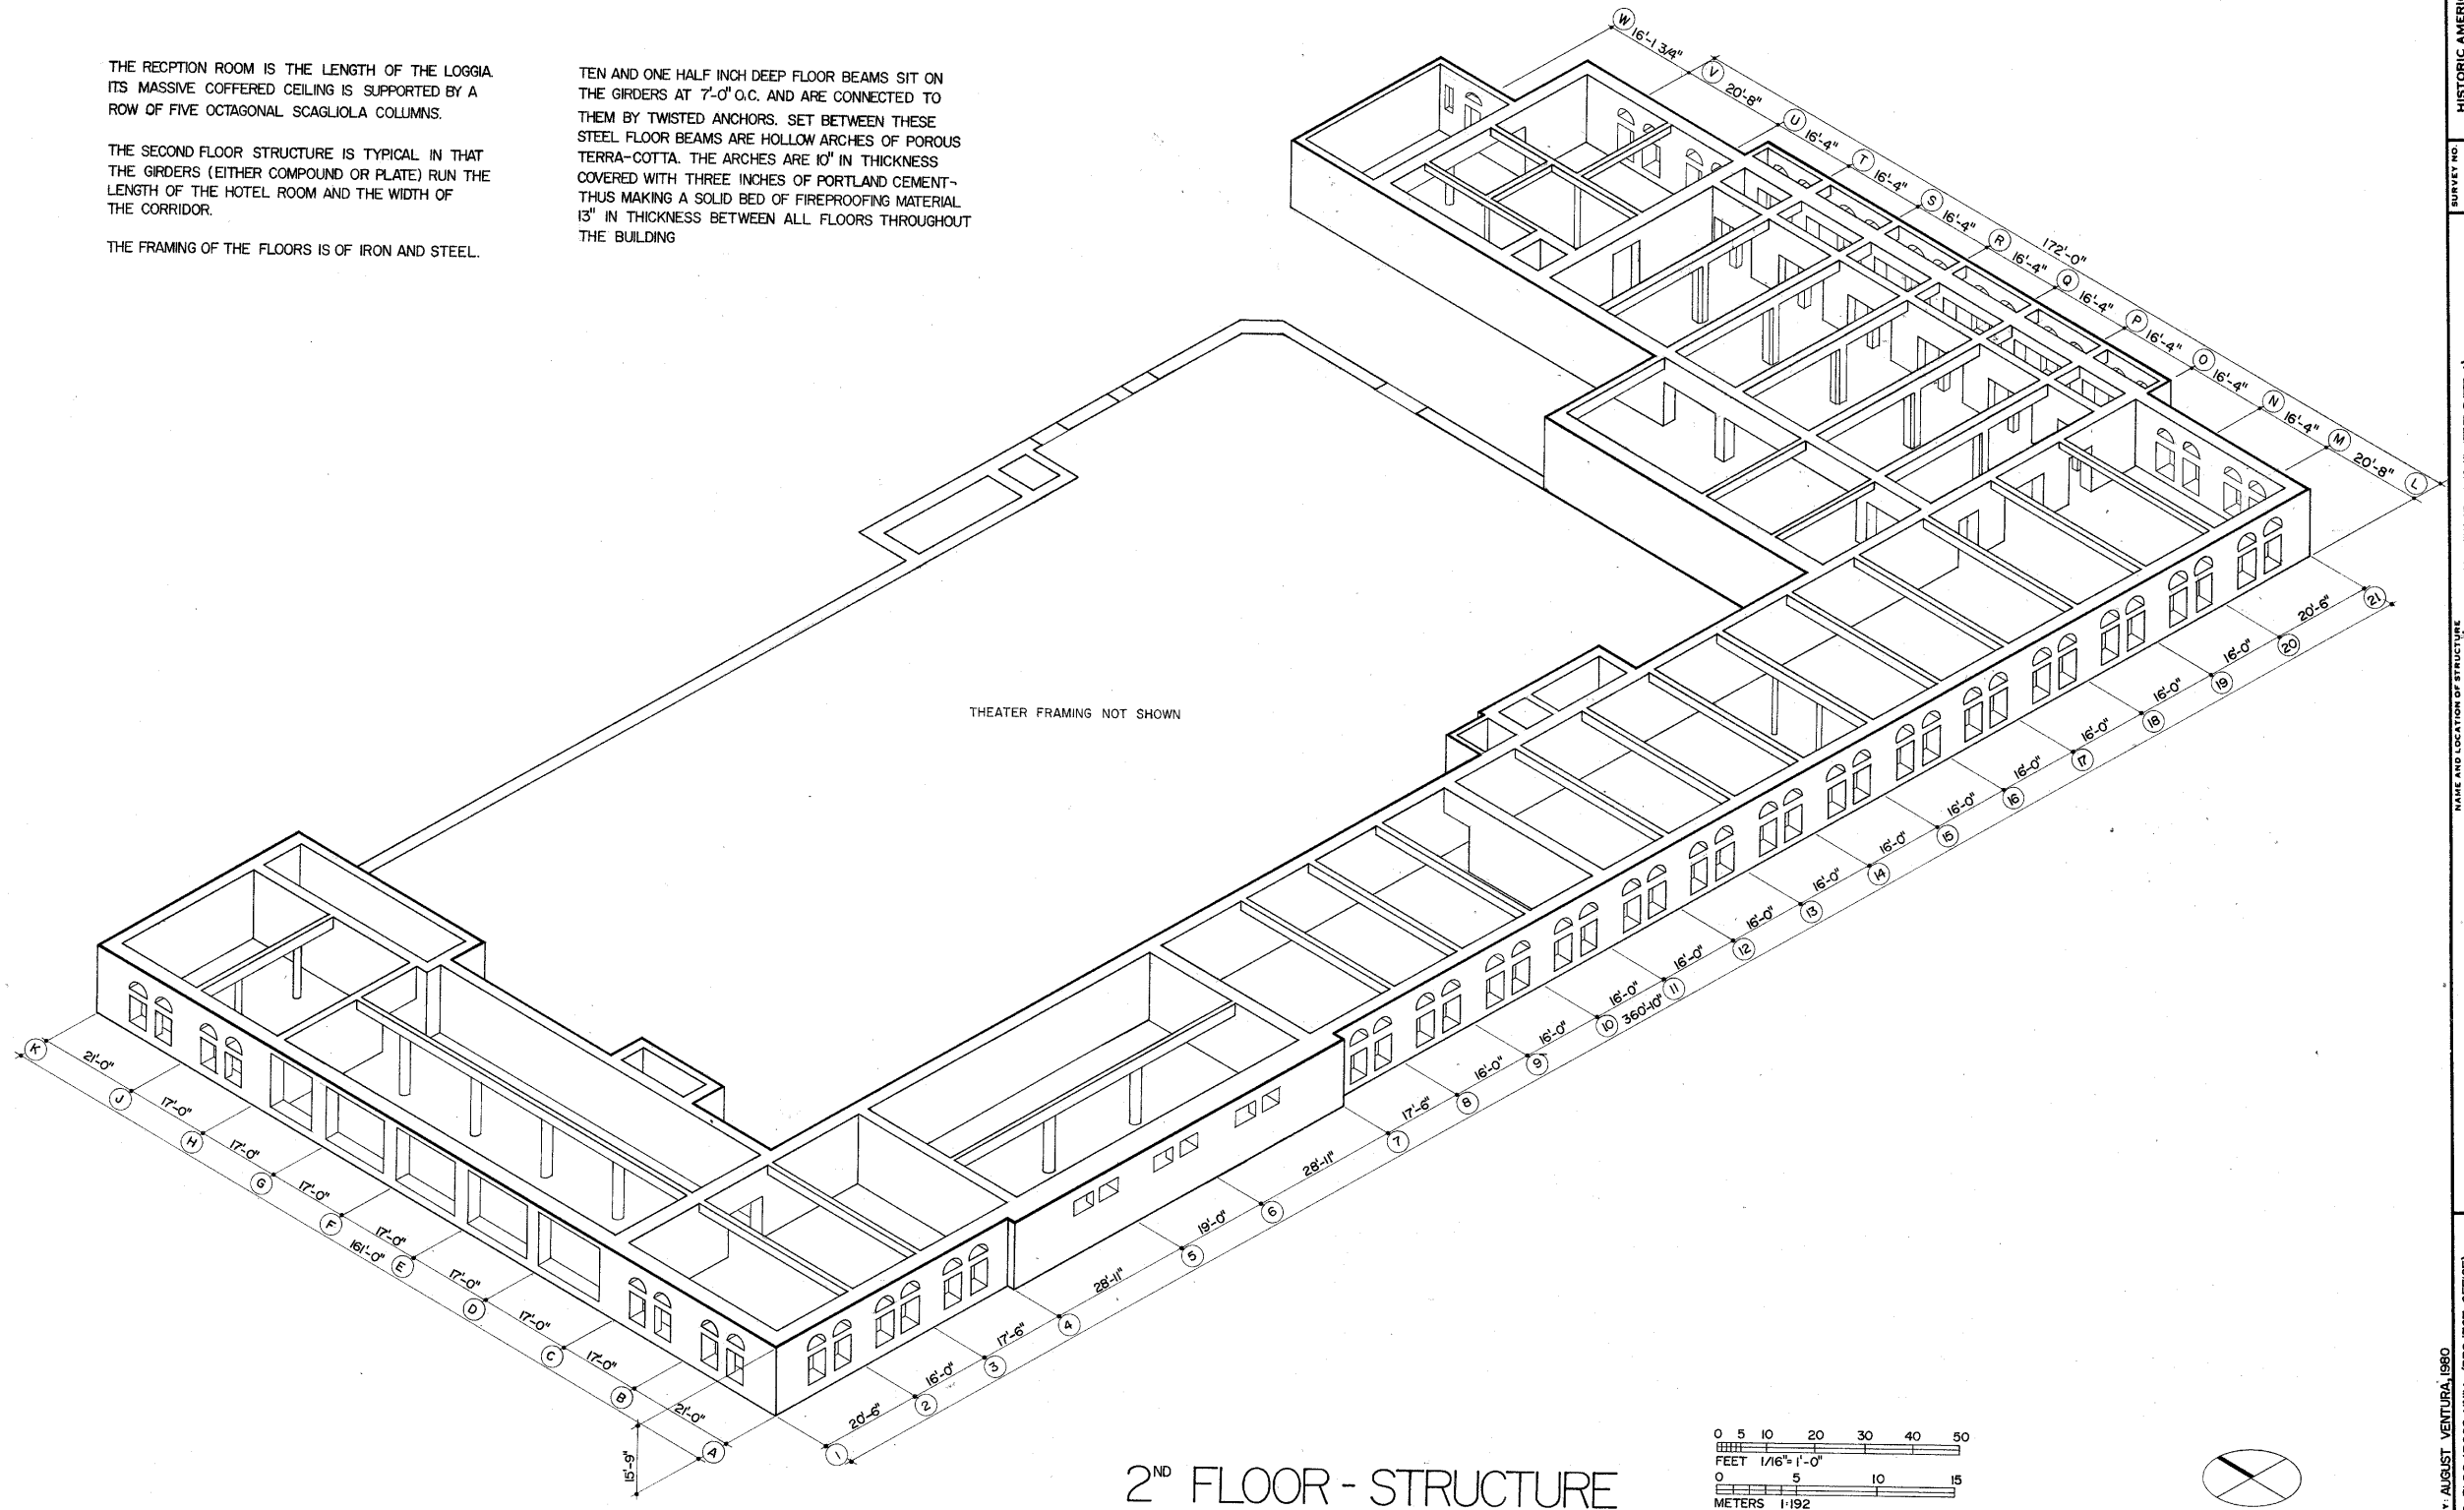 THE RECPTION ROOM IS THE LENGTH OF THE LOGGIA.
ITS MASSIVE COFFERED CEILING IS SUPPORTED BY A
ROW OF FIVE OCTAGONAL SCAGLIOLA COLUMNS.
THE SECOND FLOOR STRUCTURE IS TYPICAL IN THAT
THE GIRDERS (EITHER COMPOUND OR PLATE) RUN THE
LENGTH OF THE HOTEL ROOM AND THE WIDTH OF
THE CORRIDOR.
THE FRAMING OF THE FLOORS IS OF IRON AND STEEL.
TEN AND ONE HALF INCH DEEP FLOOR BEAMS SIT ON
THE GIRDERS AT 7'-0" O.C. AND ARE CONNECTED TO
THEM BY TWISTED ANCHORS. SET BETWEEN THESE
STEEL FLOOR BEAMS ARE HOLLOW ARCHES OF POROUS
TERRA-COTTA. THE ARCHES ARE 10" IN THICKNESS
COVERED WITH THREE INCHES OF PORTLAND CEMENT-
THUS MAKING A SOLID BED OF FIREPROOFING MATERIAL
13" IN THICKNESS BETWEEN ALL FLOORS THROUGHOUT
THE BUILDING
W
16'-1 3/4"
V
20'-8"
U
16'-4"
T
16'-4"
S
16'-4"
R
16'-4"
Q
16'-4"
P
16'-4"
O
16'-4"
N
16'-4"
M
20'-8"
L
172'-0"
THEATER FRAMING NOT SHOWN
21
20'-6"
20
16'-0"
19
16'-0"
18
16'-0"
17
16'-0"
16
16'-0"
15
16'-0"
14
16'-0"
13
16'-0"
12
16'-0"
11
16'-0"
10
16'-0"
9
16'-0"
8
17'-6"
7
28'-11"
6
19'-0"
5
28'-11"
4
17'-6"
3
16'-0"
2
20'-6"
1
360'-10"
K
21'-0"
J
17'-0"
H
17'-0"
G
17'-0"
F
17'-0"
E
17'-0"
D
17'-0"
C
17'-0"
B
21'-0"
A
161'-0"
15'-9"
2ND FLOOR - STRUCTURE
0 5 10 20 30 40 50
FEET 1/16"= 1'-0"
0 5 10 15
METERS 1:192
SURVEY NO.
NAME AND LOCATION OF STRUCTURE
AUGUST VENTURA, 1980